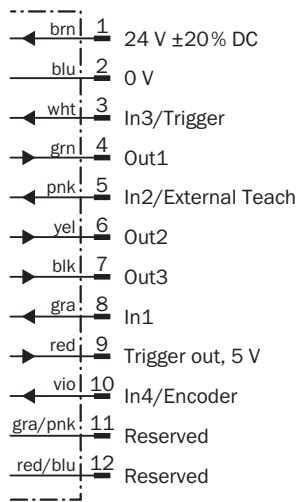 brn 1 24 V ±20% DC
blu 2 0 V
wht 3 In3/Trigger
grn 4 Out1
pnk 5 In2/External Teach
yel 6 Out2
blk 7 Out3
gra 8 In1
red 9 Trigger out, 5 V
vio 10 In4/Encoder
gra/pnk 11 Reserved
red/blu 12 Reserved